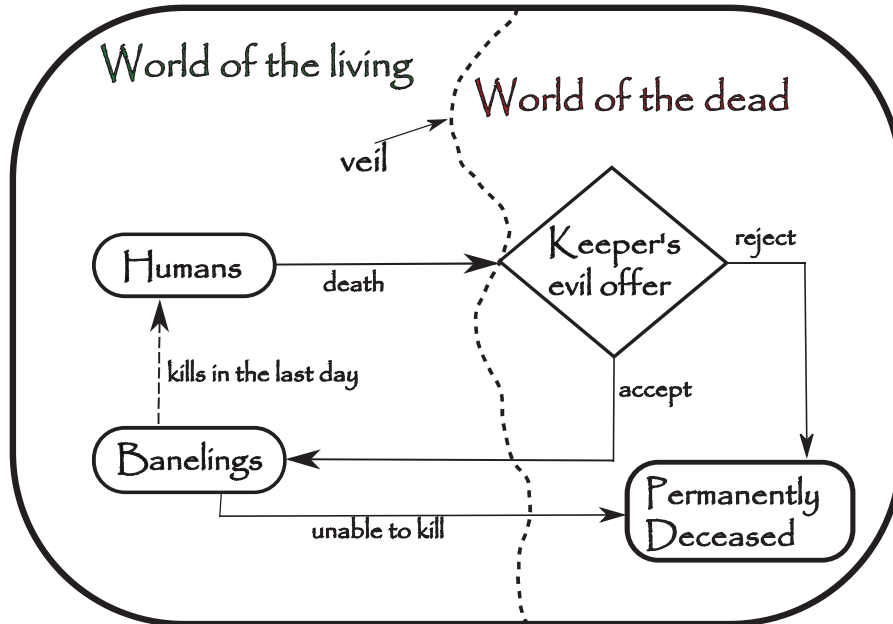 World of the living
World of the dead
veil
Humans
death
Keeper's
evil offer
reject
kills in the last day
accept
Banelings
unable to kill
Permanently
Deceased